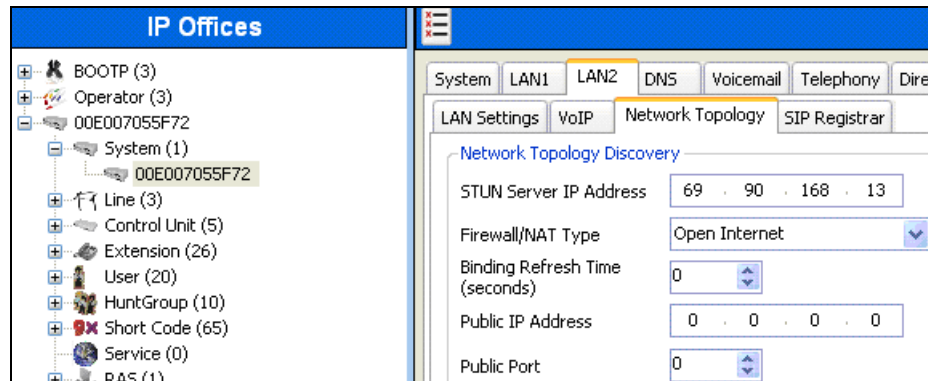 IP Offices
BOOTP (3)
Operator (3)
00E007055F72
System (1)
00E007055F72
Line (3)
Control Unit (5)
Extension (26)
User (20)
HuntGroup (10)
Short Code (65)
Service (0)
RAS (1)
System LAN1 LAN2 DNS Voicemail Telephony Dire
LAN Settings VoIP Network Topology SIP Registrar
Network Topology Discovery
STUN Server IP Address 69 . 90 . 168 . 13
Firewall/NAT Type Open Internet
Binding Refresh Time
(seconds) 0
Public IP Address 0 . 0 . 0 . 0
Public Port 0